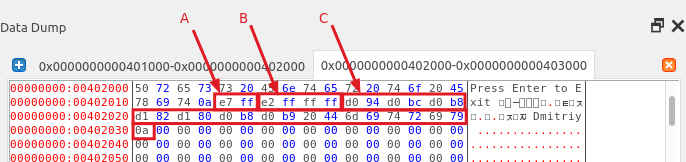 A B C
Data Dump
0x0000000000401000-0x0000000000402000 0x0000000000402000-0x0000000000403000
00000000:00402000 50 72 65 73 73 20 45 6e 74 65 72 20 74 6f 20 45 Press Enter to E
00000000:00402010 78 69 74 0a e7 ff e2 ff ff ff d0 94 d0 bc d0 b8 xit
00000000:00402020 d1 82 d1 80 d0 b8 d0 b9 20 44 6d 69 74 72 69 79 Dmitriy
00000000:00402030 0a 00 00 00 00 00 00 00 00 00 00 00 00 00 00 00 ................
00000000:00402040 00 00 00 00 00 00 00 00 00 00 00 00 00 00 00 00 ................
00000000:00402050 00 00 00 00 00 00 00 00 00 00 00 00 00 00 00 00 ................